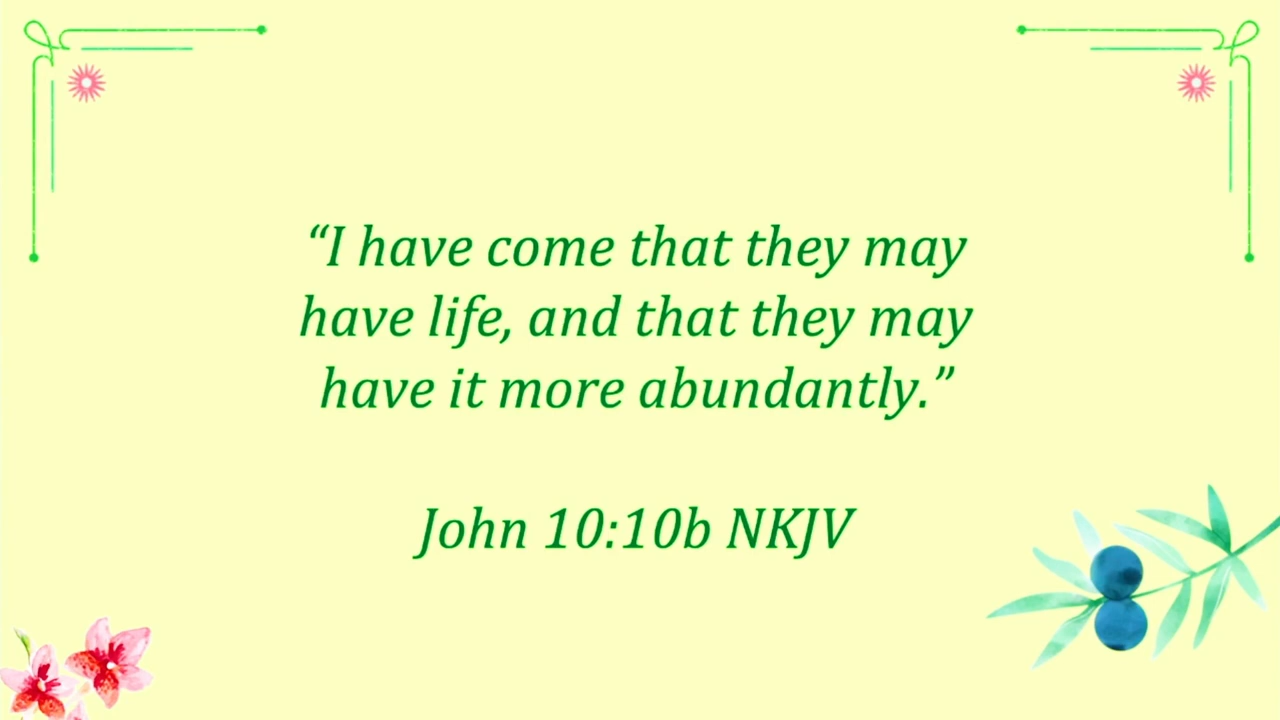 “I have come that they may
have life, and that they may
have it more abundantly.”
John 10:10b NKJV